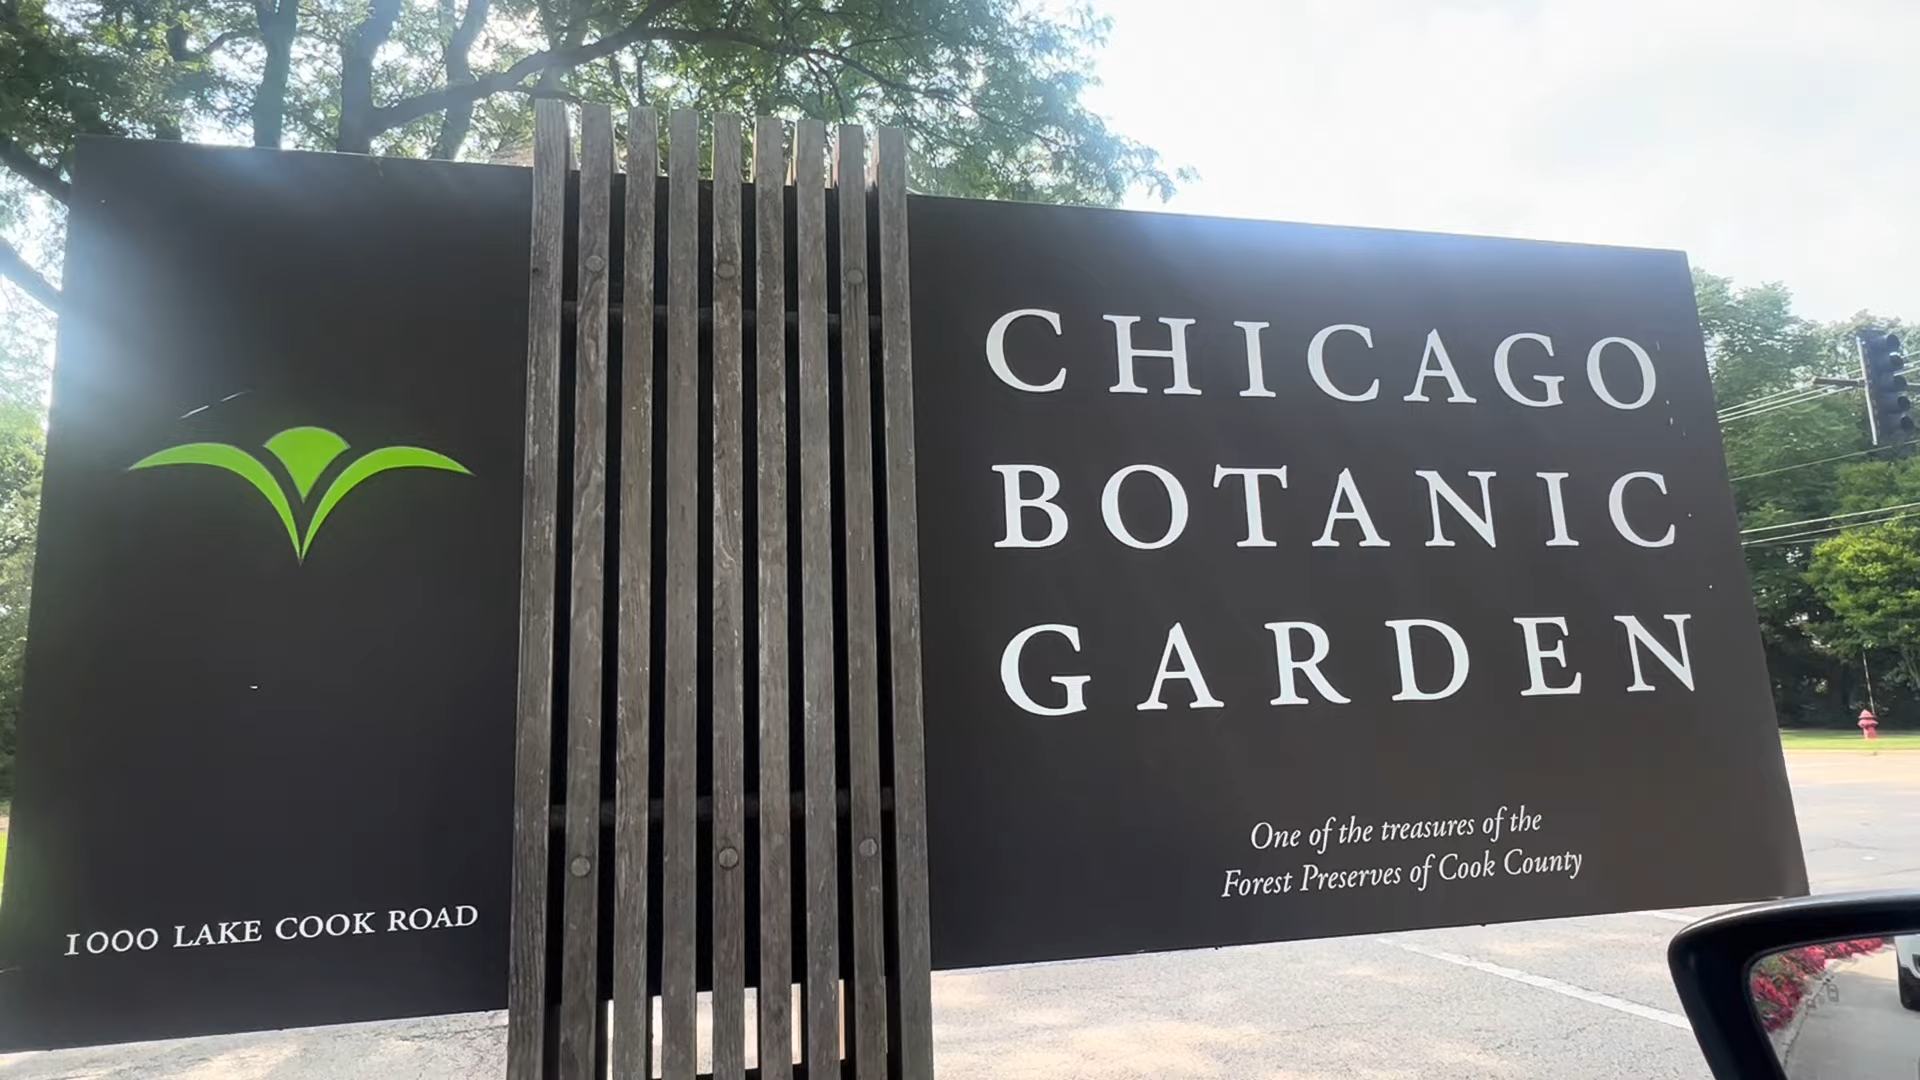 CHICAGO
BOTANIC
GARDEN
One of the treasures of the
Forest Preserves of Cook County
1000 LAKE COOK ROAD